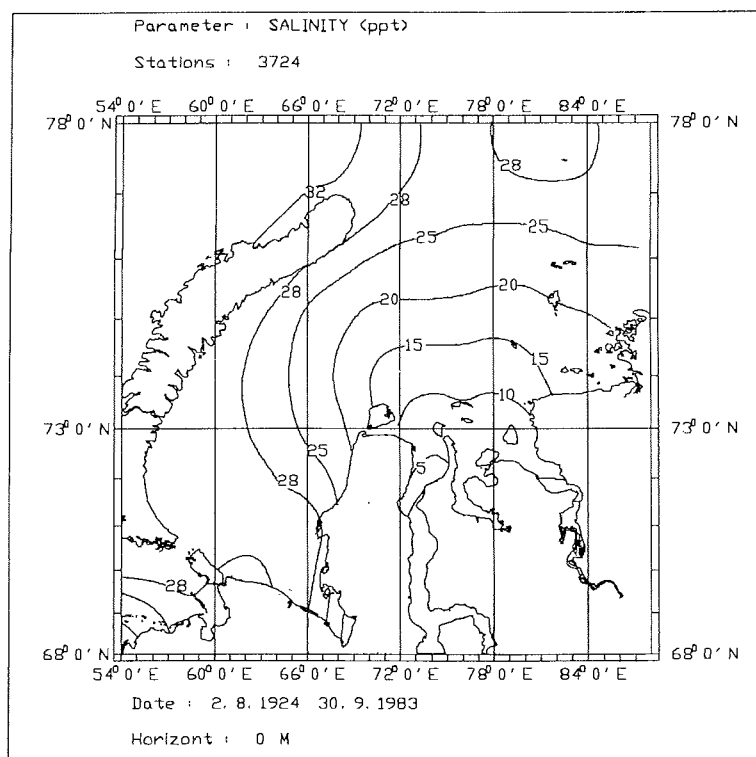 Parameter : SALINITY (ppt)
Stations : 3724
54°0'E 60°0'E 66°0'E 72°0'E 78°0'E 84°0'E
78°0'N 78°0'N
28
32
28
25 25
28
20 20
15 15
10
73°0'N 73°0'N
25
5
28
28
68°0'N 68°0'N
54°0'E 60°0'E 66°0'E 72°0'E 78°0'E 84°0'E
Date : 2. 8. 1924 30. 9. 1983
Horizont : 0 M